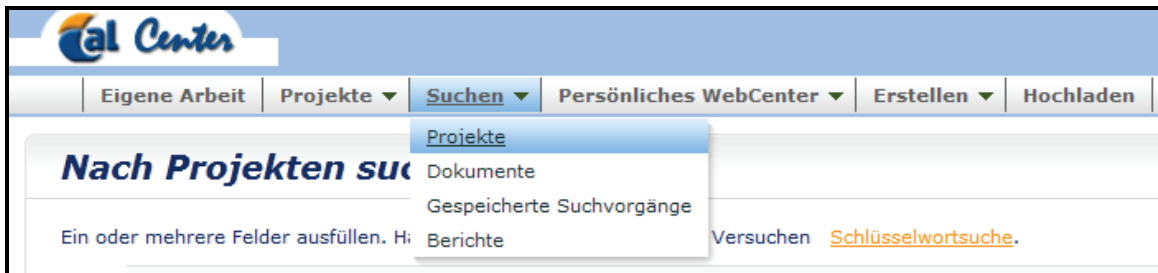 al Center
Eigene Arbeit Projekte Suchen Persönliches WebCenter Erstellen Hochladen
Projekte
Nach Projekten suc
Dokumente
Gespeicherte Suchvorgänge
Ein oder mehrere Felder ausfüllen. Versuchen Schlüsselwortsuche.
Berichte